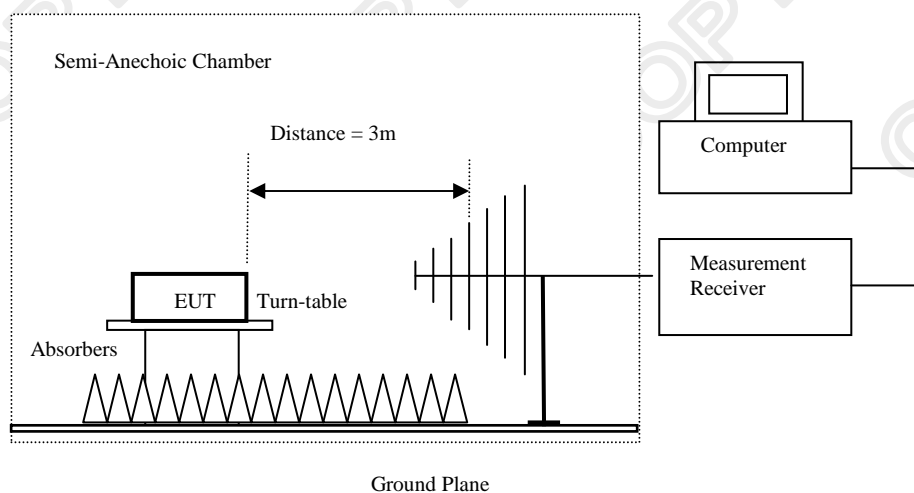 Semi-Anechoic Chamber
Distance = 3m
Computer
Measurement
Receiver
EUT
Turn-table
Absorbers
Ground Plane